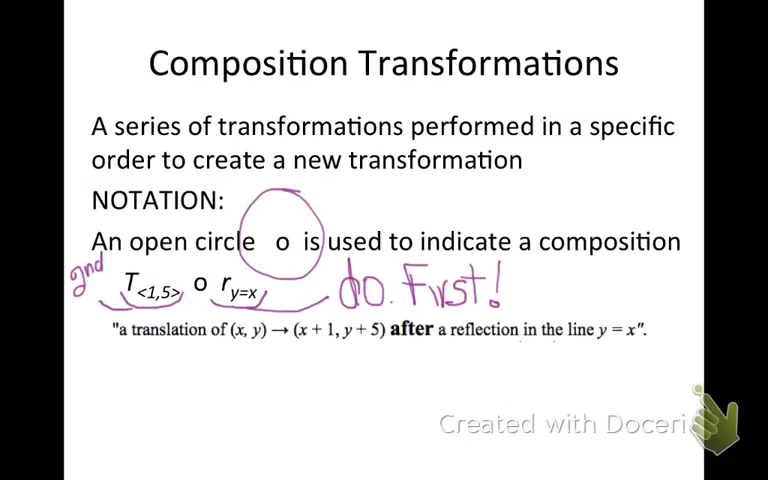 Composition Transformations
A series of transformations performed in a specific
order to create a new transformation
NOTATION:
An open circle o is used to indicate a composition
2nd T<1,5> o r y=x do. First!
"a translation of (x, y) → (x + 1, y + 5) after a reflection in the line y = x".
Created with Doceri